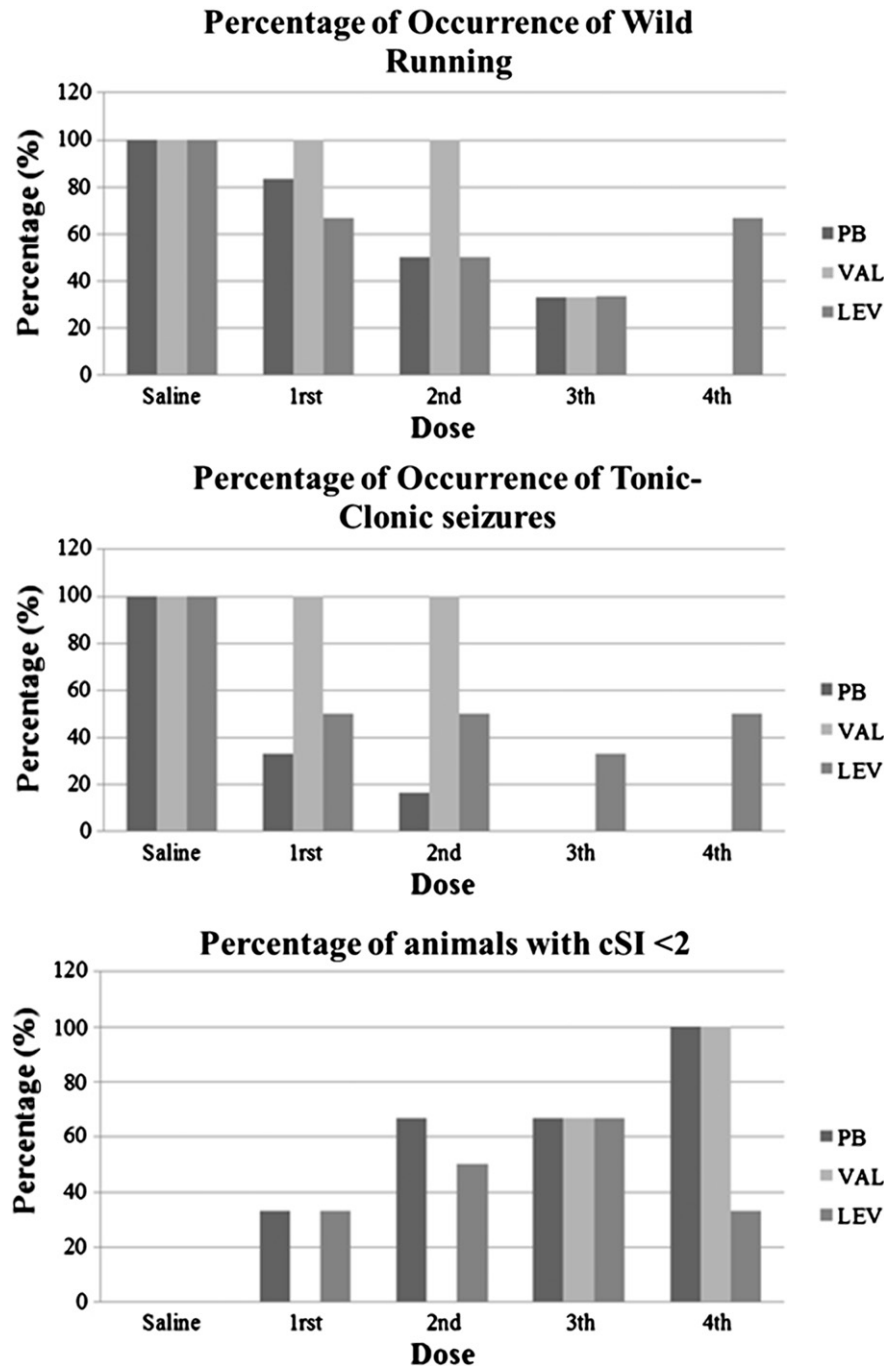 Percentage of Occurrence of Wild
Running
Percentage (%)
120
100
80
60
40
20
0
Saline 1rst 2nd 3th 4th
Dose
PB
VAL
LEV
Percentage of Occurrence of Tonic-
Clonic seizures
Percentage (%)
120
100
80
60
40
20
0
Saline 1rst 2nd 3th 4th
Dose
PB
VAL
LEV
Percentage of animals with cSI <2
Percentage (%)
120
100
80
60
40
20
0
Saline 1rst 2nd 3th 4th
Dose
PB
VAL
LEV